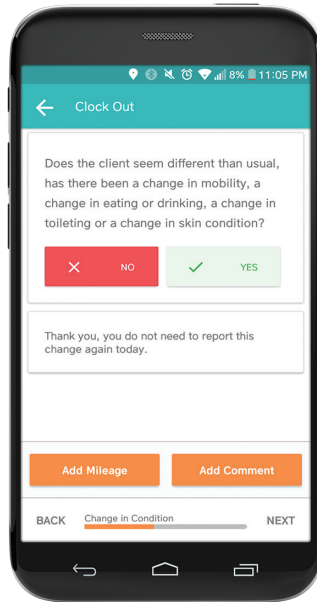 8% 11:05 PM
Clock Out
Does the client seem different than usual,
has there been a change in mobility, a
change in eating or drinking, a change in
toileting or a change in skin condition?
NO YES
Thank you, you do not need to report this
change again today.
Add Mileage Add Comment
BACK Change in Condition NEXT